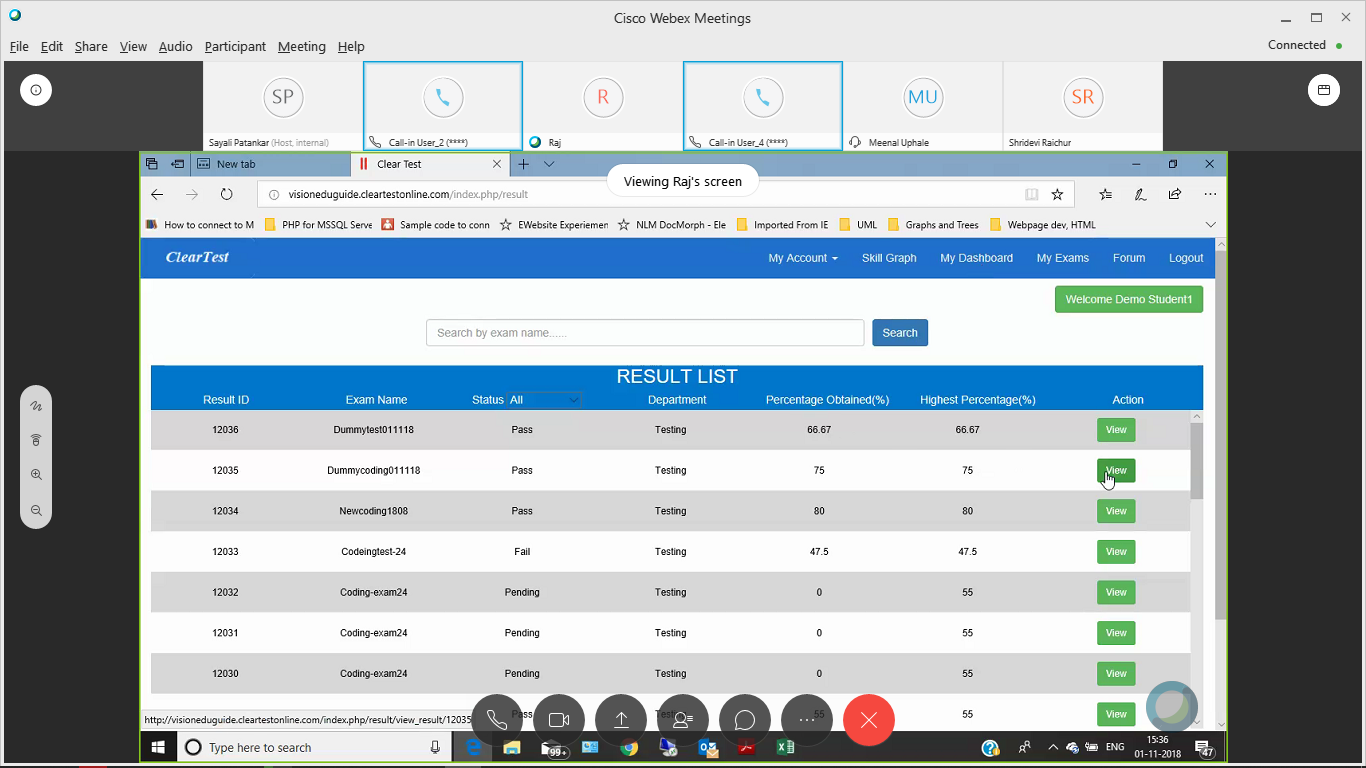 Cisco Webex Meetings
File Edit Share View Audio Participant Meeting Help
Connected
SP R MU SR
Sayali Patankar (Host, internal) Call-in User_2 (****) Raj Call-in User_4 (****) Meenal Uphale Shridevi Raichur
New tab Clear Test
Viewing Raj's screen
visioneduguide.cleartestonline.com/index.php/result
How to connect to M PHP for MSSQL Serve Sample code to conn EWebsite Experiemen NLM DocMorph - Ele Imported From IE UML Graphs and Trees Webpage dev, HTML
ClearTest My Account Skill Graph My Dashboard My Exams Forum Logout
Welcome Demo Student1
Search by exam name...... Search
RESULT LIST
Result ID Exam Name Status All Department Percentage Obtained(%) Highest Percentage(%) Action
12036 Dummytest011118 Pass Testing 66.67 66.67 View
12035 Dummycoding011118 Pass Testing 75 75 View
12034 Newcoding1808 Pass Testing 80 80 View
12033 Codeingtest-24 Fail Testing 47.5 47.5 View
12032 Coding-exam24 Pending Testing 0 55 View
12031 Coding-exam24 Pending Testing 0 55 View
12030 Coding-exam24 Pending Testing 0 55 View
Pass 55 55 View
http://visioneduguide.cleartestonline.com/index.php/result/view_result/12035
Type here to search 99+ ENG 15:36
01-11-2018 47